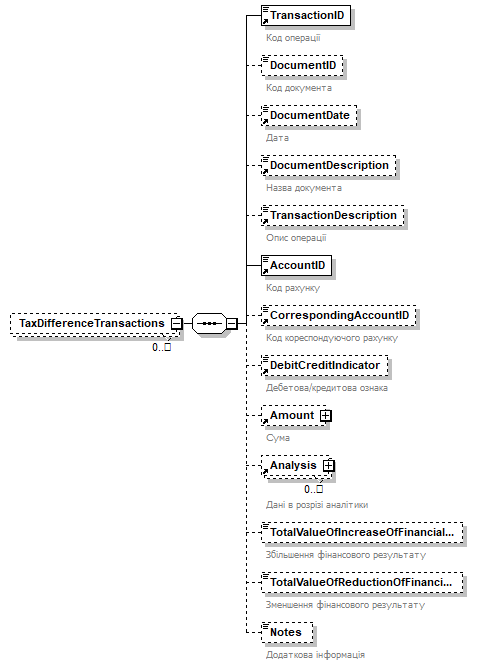 TransactionID
Код операції
DocumentID
Код документа
DocumentDate
Дата
DocumentDescription
Назва документа
TransactionDescription
Опис операції
AccountID
Код рахунку
TaxDifferenceTransactions
0..□
CorrespondingAccountID
Код кореспондуючого рахунку
DebitCreditIndicator
Дебетова/кредитова ознака
Amount
Сума
Analysis
0..□
Дані в розрізі аналітики
TotalValueOfIncreaseOfFinancial...
Збільшення фінансового результату
TotalValueOfReductionOfFinanci...
Зменшення фінансового результату
Notes
Додаткова інформація